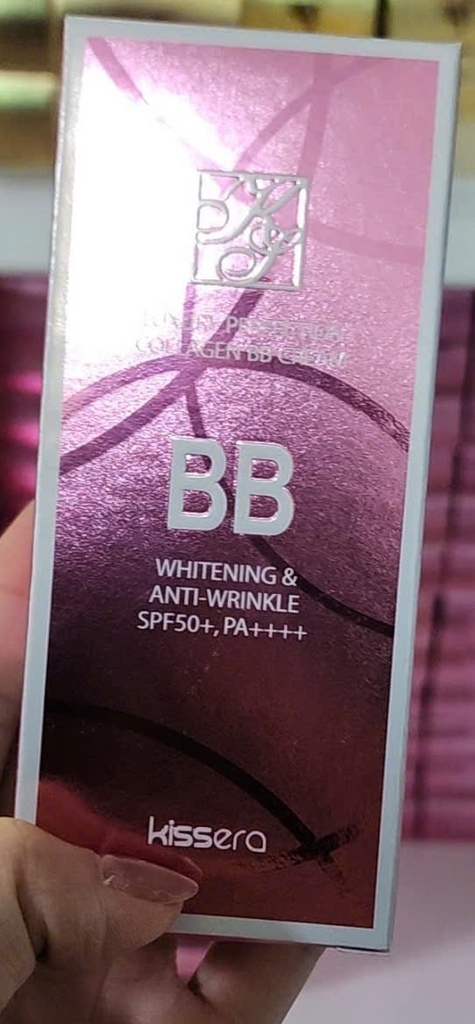 LUXURY PERFECTION
COLLAGEN BB CREAM
BB
WHITENING &
ANTI-WRINKLE
SPF50+, PA++++
kissera